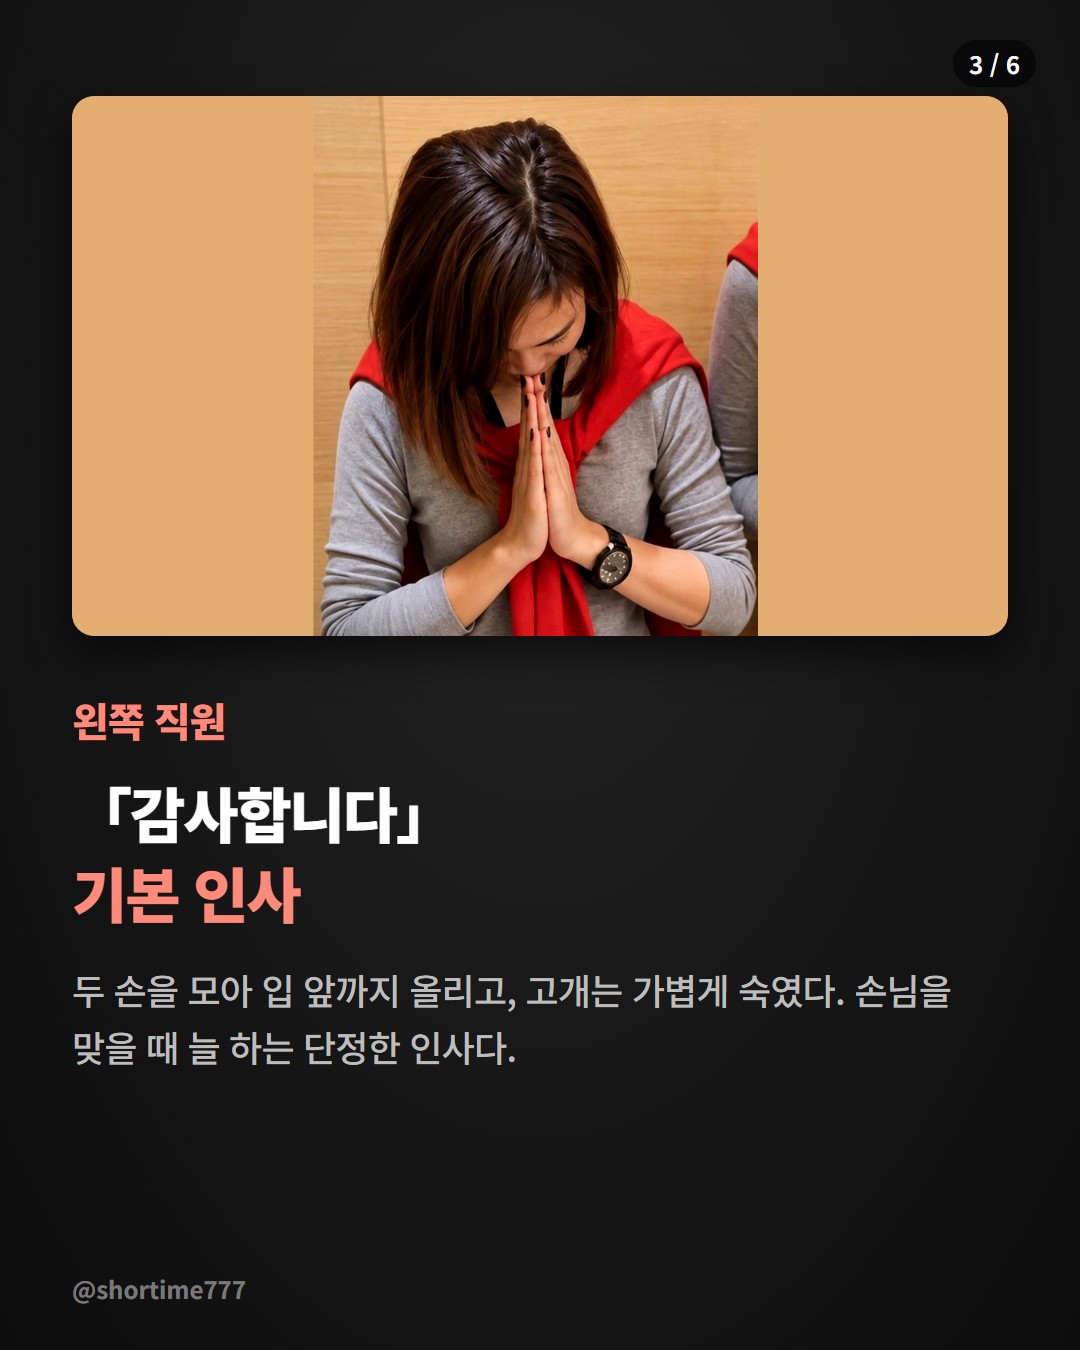 3 / 6
왼쪽 직원
「감사합니다」
기본 인사
두 손을 모아 입 앞까지 올리고, 고개는 가볍게 숙였다. 손님을
맞을 때 늘 하는 단정한 인사다.
@shortime777